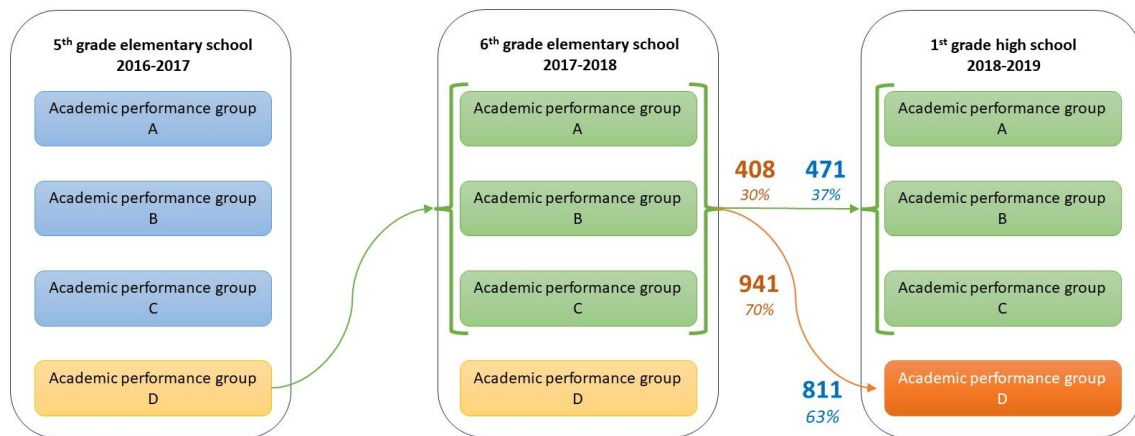 5th grade elementary school
2016-2017
Academic performance group
A
Academic performance group
B
Academic performance group
C
Academic performance group
D
6th grade elementary school
2017-2018
Academic performance group
A
Academic performance group
B
Academic performance group
C
Academic performance group
D
408 471
30% 37%
941
70%
811
63%
1st grade high school
2018-2019
Academic performance group
A
Academic performance group
B
Academic performance group
C
Academic performance group
D